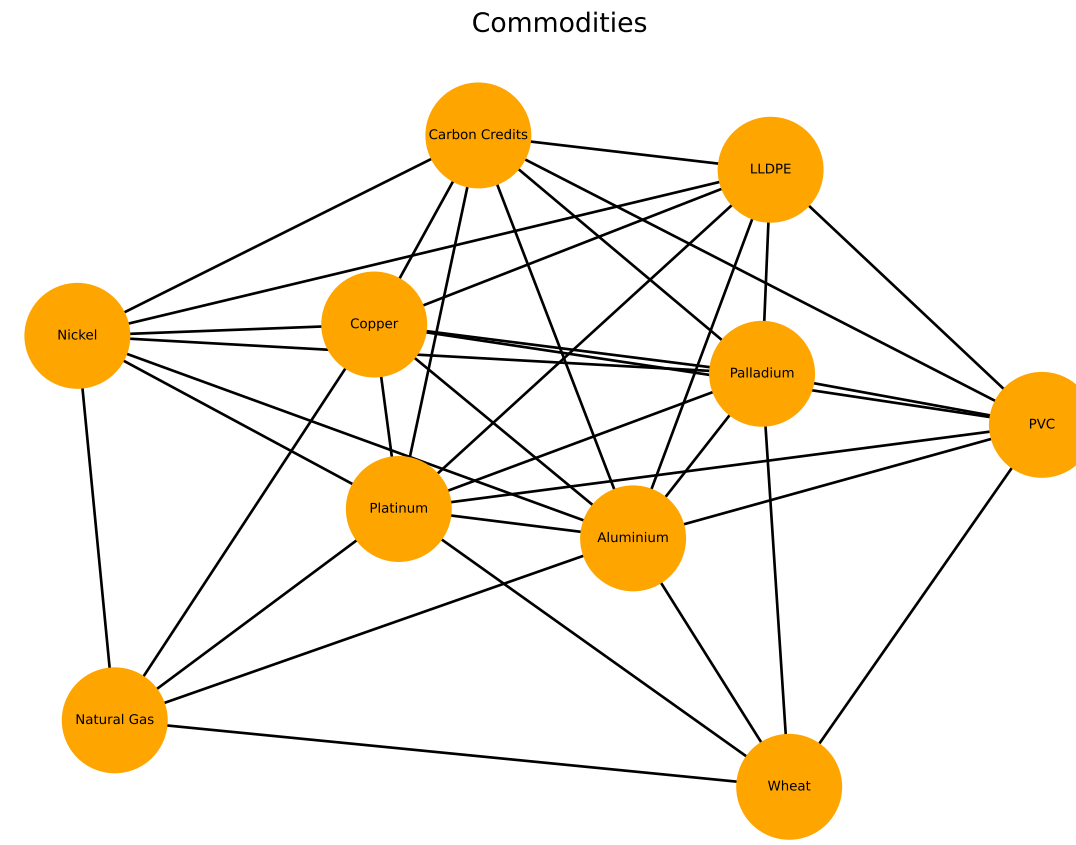 Commodities
Carbon Credits
LLDPE
Copper
Nickel
Palladium
PVC
Platinum
Aluminium
Natural Gas
Wheat